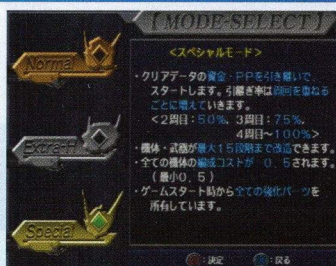 [MODE-SELECT]
Normal
Extra-H
Special
<スペシャルモード>
・クリアデータの資金・PPを引き継いで、
スタートします。引継ぎ率は周回を重ねる
ごとに増えていきます。
<2周目:50%、3周目:75%、
4周目~100%>
・機体・武器が最大15段階まで改造できます。
・全ての機体の編成コストが 0.5されます。
(最小0.5)
・ゲームスタート時から全ての強化パーツを
所有しています。
:決定
:戻る